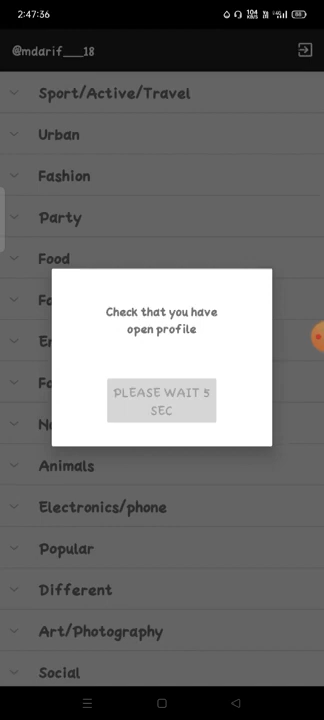 2:47:36
@mdarif___18
Sport/Active/Travel
Urban
Fashion
Party
Food
Check that you have
open profile
PLEASE WAIT 5
SEC
Animals
Electronics/phone
Popular
Different
Art/Photography
Social